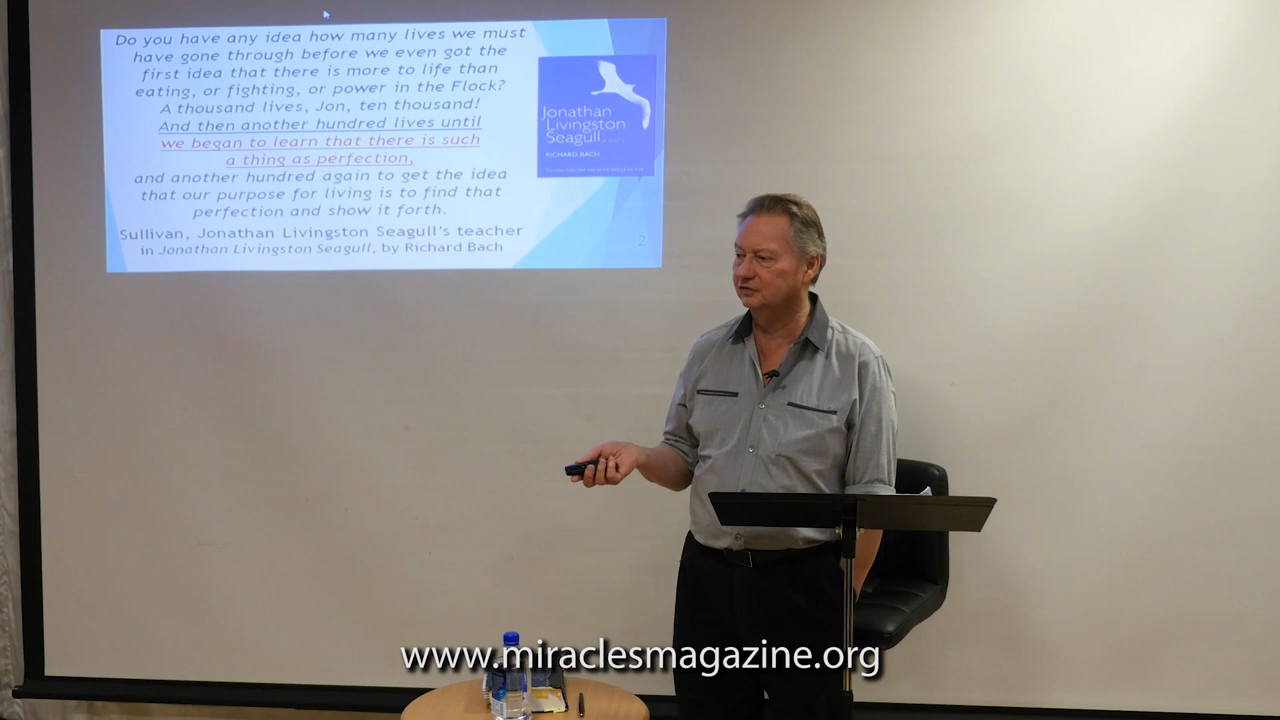 Do you have any idea how many lives we must
have gone through before we even got the
first idea that there is more to life than
eating, or fighting, or power in the Flock?
A thousand lives, Jon, ten thousand!
And then another hundred lives until
we began to learn that there is such
a thing as perfection,
and another hundred again to get the idea
that our purpose for living is to find that
perfection and show it forth.
Sullivan, Jonathan Livingston Seagull's teacher
in Jonathan Livingston Seagull, by Richard Bach
Jonathan
Livingston
Seagull
RICHARD BACH
2
www.miraclesmagazine.org